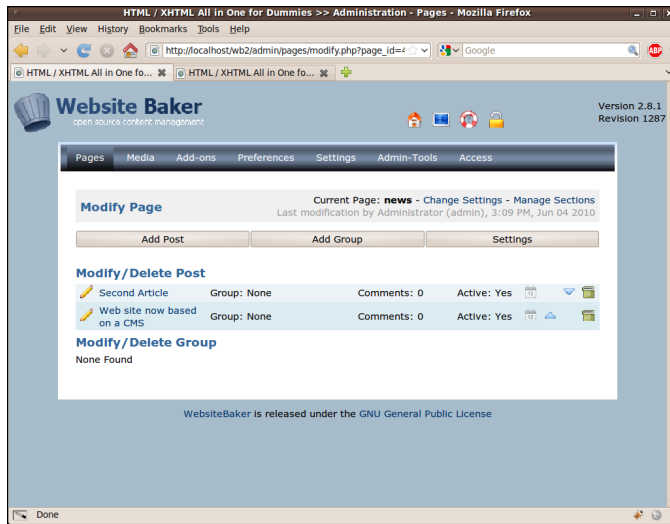 HTML / XHTML All in One for Dummies >> Administration - Pages - Mozilla Firefox
File Edit View History Bookmarks Tools Help
http://localhost/wb2/admin/pages/modify.php?page_id=4 Google ABP
HTML / XHTML All in One fo... HTML / XHTML All in One fo...
Website Baker
open source content management
Version 2.8.1
Revision 1287
Pages Media Add-ons Preferences Settings Admin-Tools Access
Modify Page
Current Page: news - Change Settings - Manage Sections
Last modification by Administrator (admin), 3:09 PM, Jun 04 2010
Add Post Add Group Settings
Modify/Delete Post
Second Article Group: None Comments: 0 Active: Yes
Web site now based
on a CMS Group: None Comments: 0 Active: Yes
Modify/Delete Group
None Found
WebsiteBaker is released under the GNU General Public License
Done